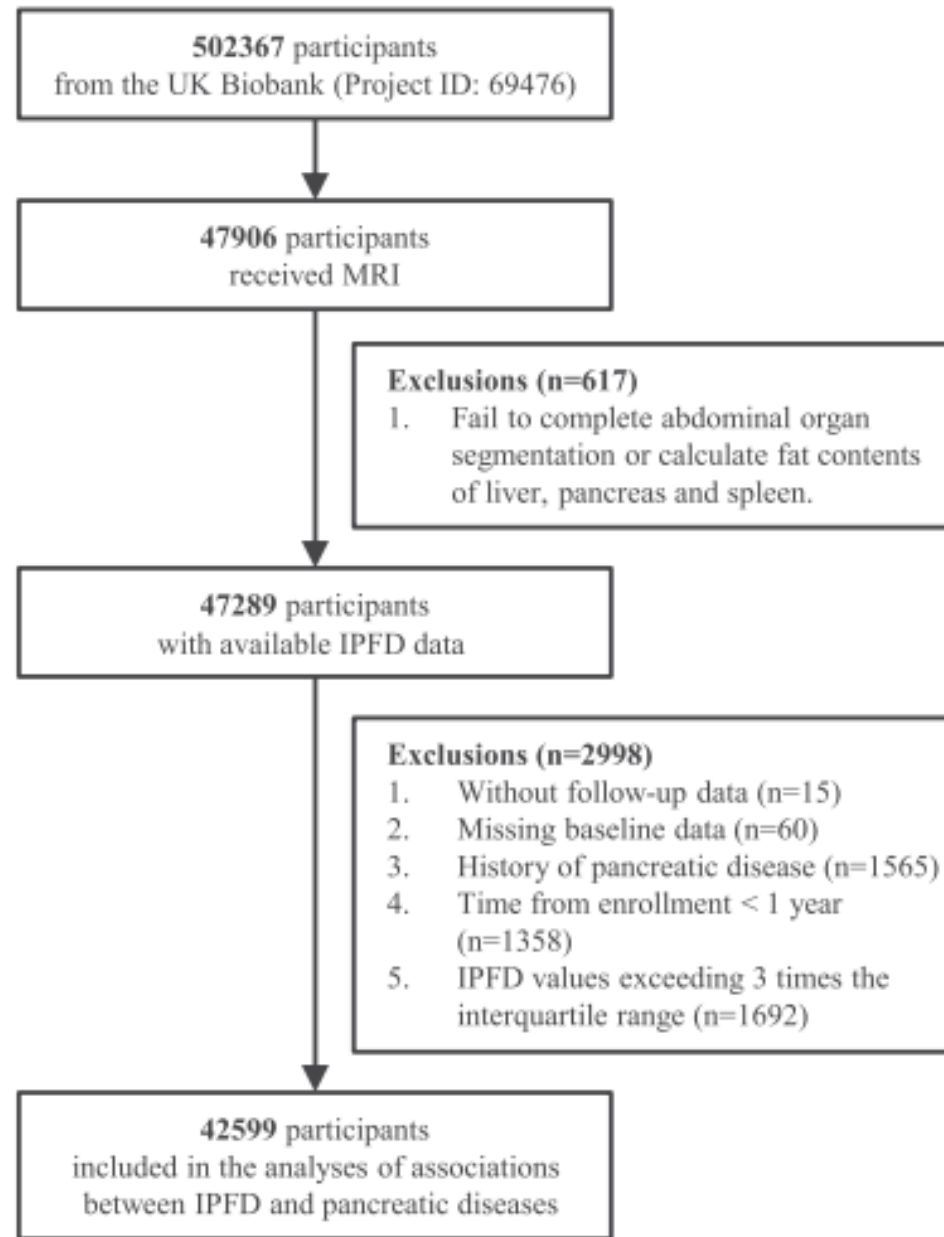 502367 participants
from the UK Biobank (Project ID: 69476)
47906 participants
received MRI
Exclusions (n=617)
1. Fail to complete abdominal organ
segmentation or calculate fat contents
of liver, pancreas and spleen.
47289 participants
with available IPFD data
Exclusions (n=2998)
1. Without follow-up data (n=15)
2. Missing baseline data (n=60)
3. History of pancreatic disease (n=1565)
4. Time from enrollment < 1 year
(n=1358)
5. IPFD values exceeding 3 times the
interquartile range (n=1692)
42599 participants
included in the analyses of associations
between IPFD and pancreatic diseases